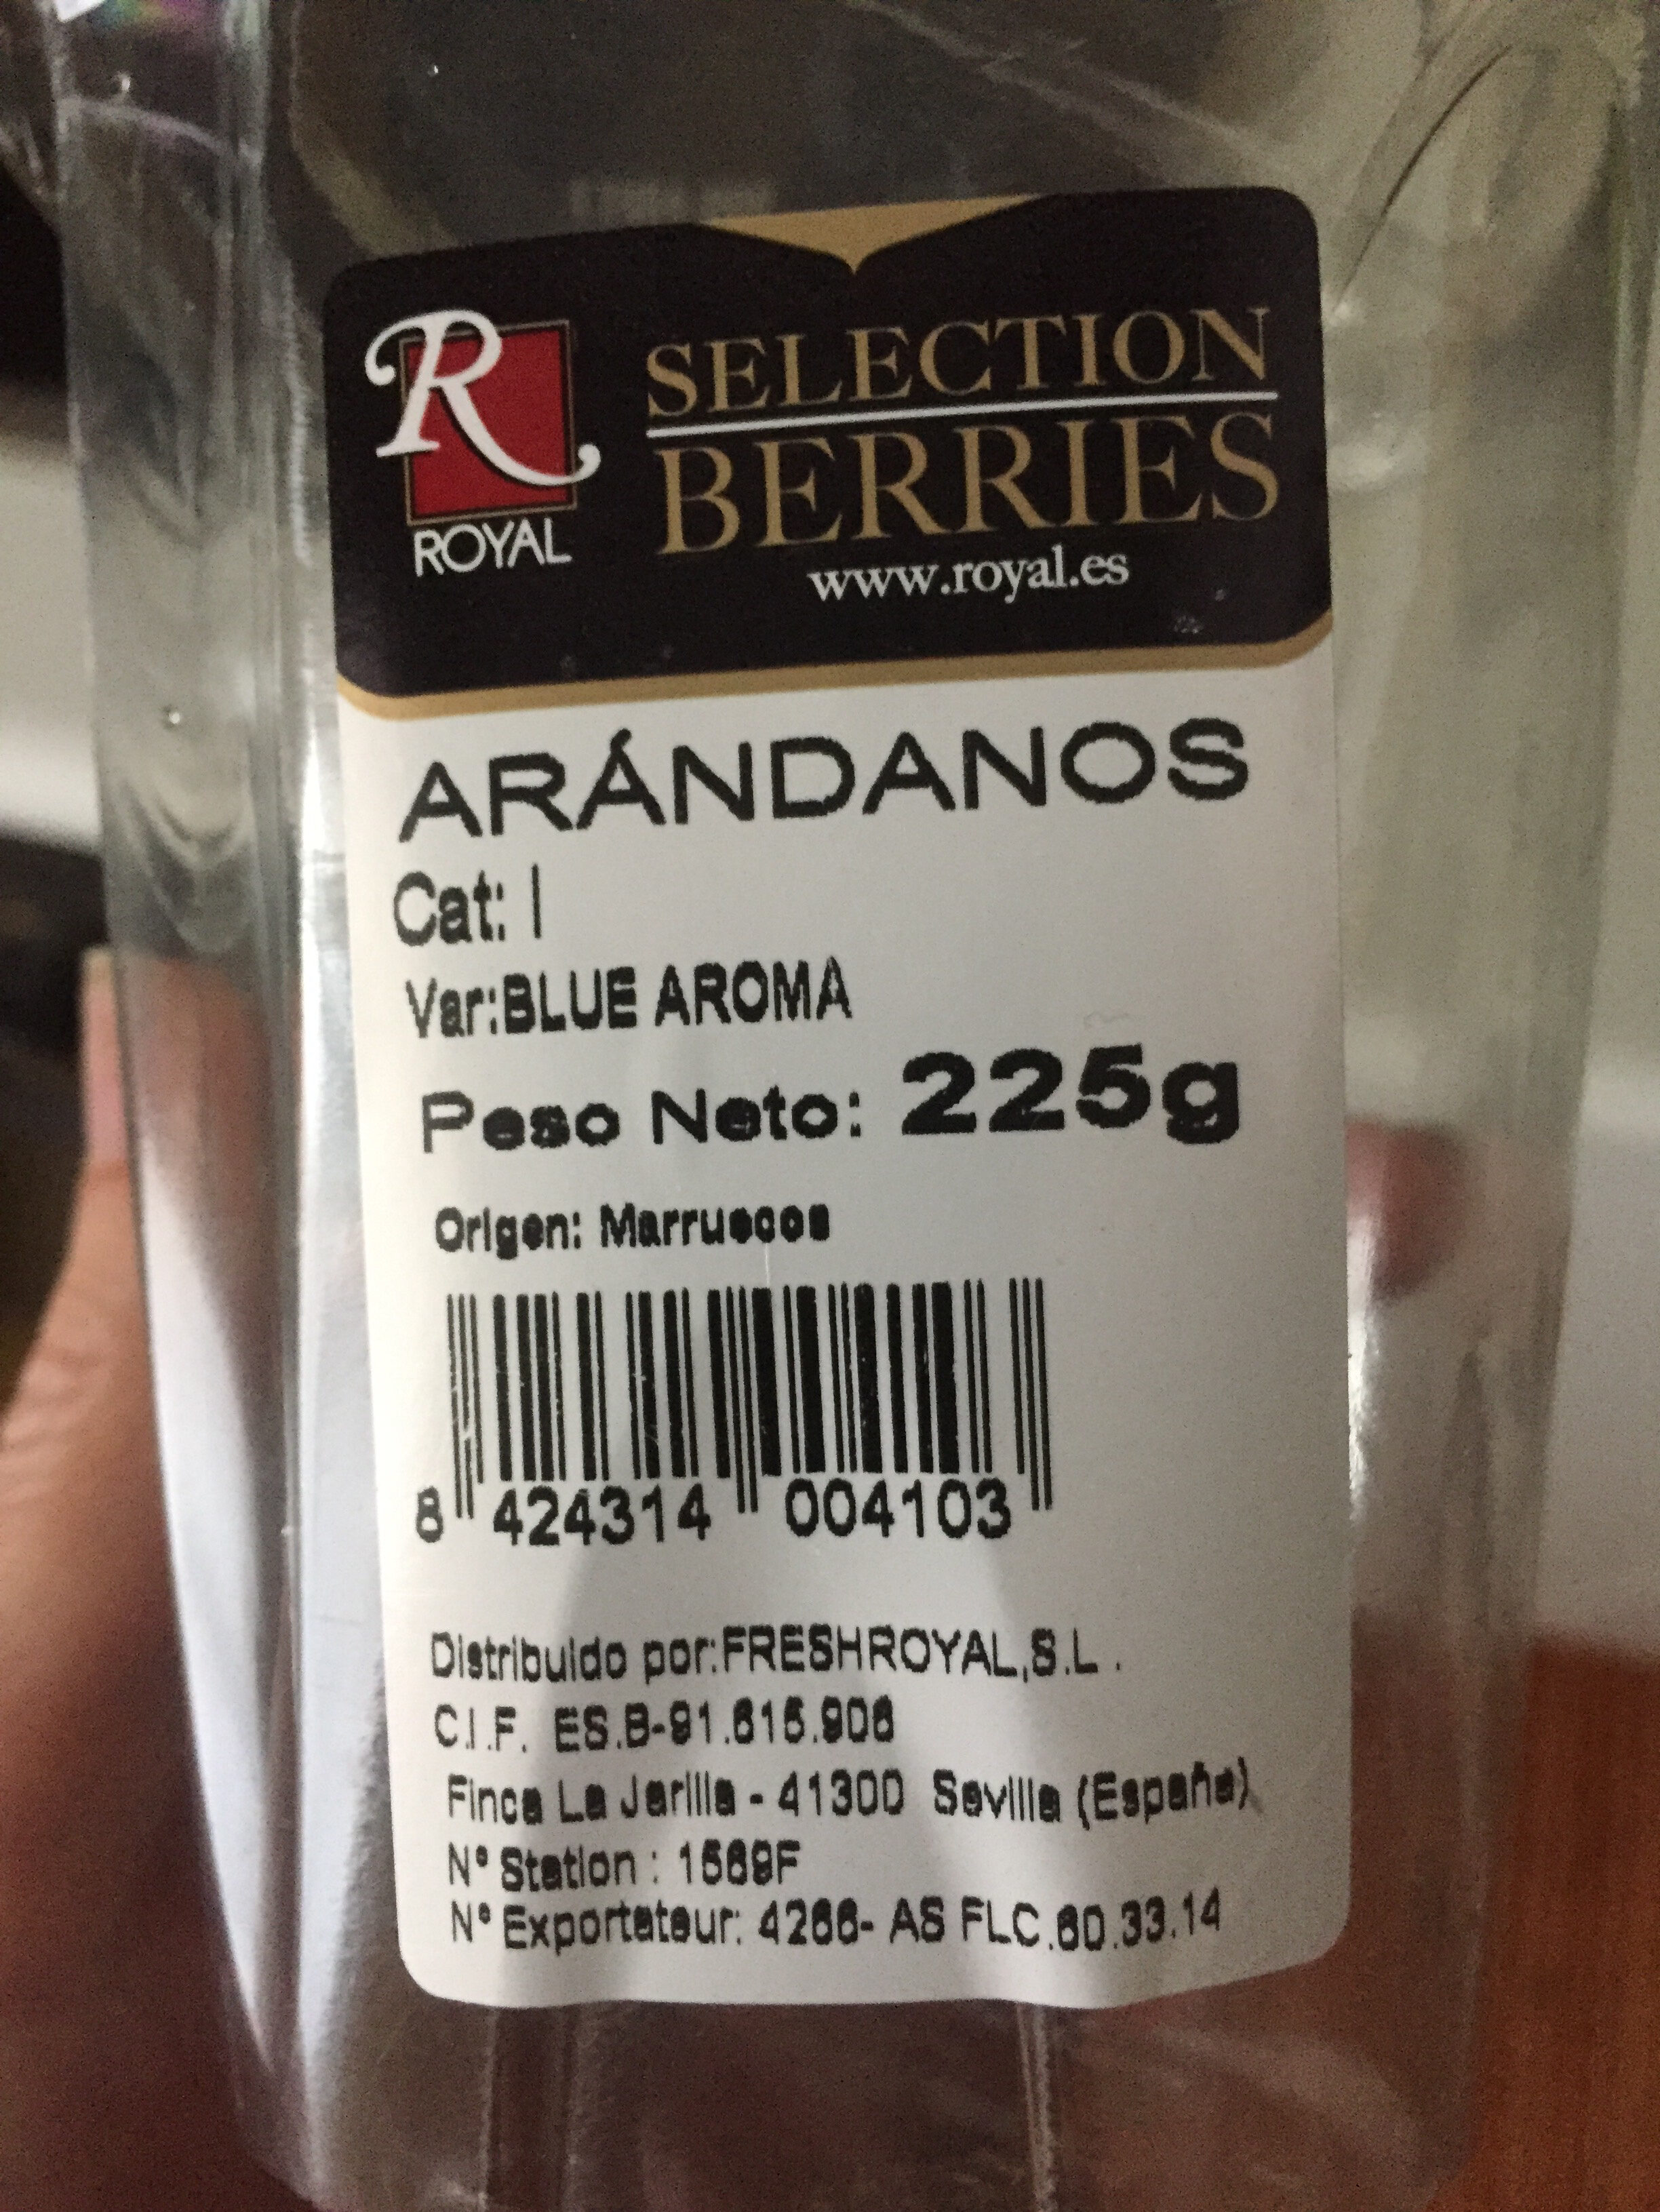 R
ROYAL
SELECTION
BERRIES
www.royal.es
ARÁNDANOS
Cat: I
Var:BLUE AROMA
Peso Neto: 225g
Origen: Marruecos
8 424314 004103
Distribuido por:FRESHROYAL,S.L .
C.I.F. ES.B-91.615.906
Finca La Jarilla - 41300 Sevilla (España)
Nº Station : 1569F
Nº Exportateur: 4266- AS FLC.60.33.14